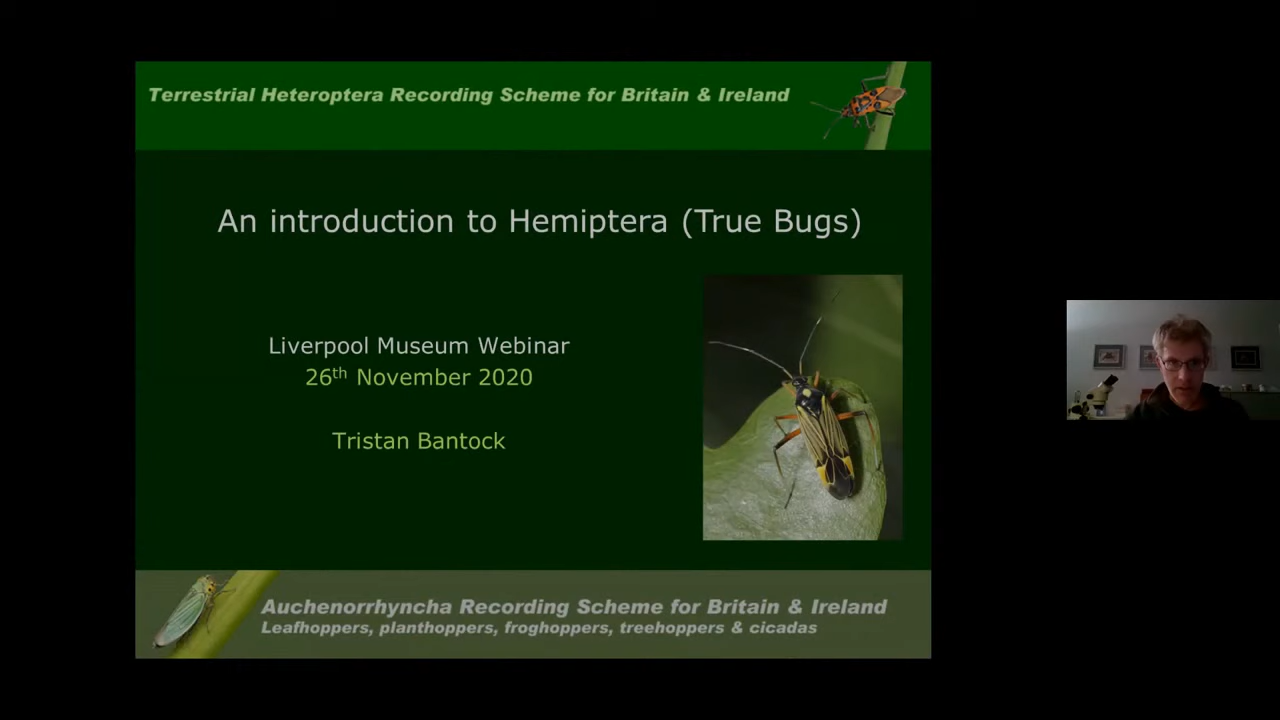 Terrestrial Heteroptera Recording Scheme for Britain & Ireland
An introduction to Hemiptera (True Bugs)
Liverpool Museum Webinar
26th November 2020
Tristan Bantock
Auchenorrhyncha Recording Scheme for Britain & Ireland
Leafhoppers, planthoppers, froghoppers, treehoppers & cicadas